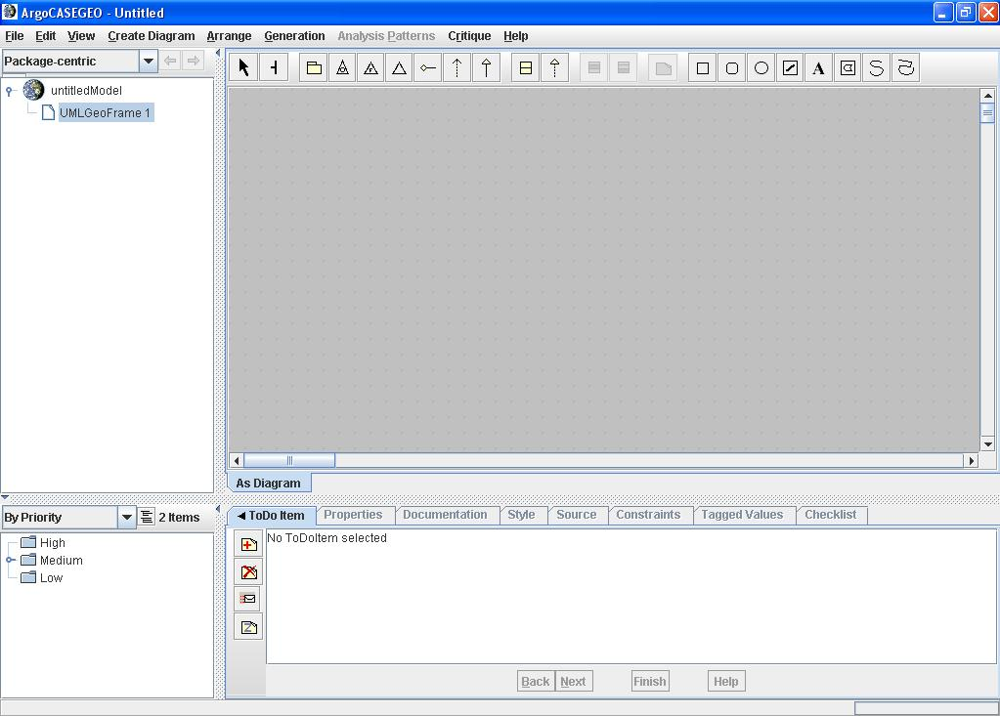 ArgoCASEGEO - Untitled
File Edit View Create Diagram Arrange Generation Analysis Patterns Critique Help
Package-centric
untitledModel
UMLGeoFrame 1
A
As Diagram
By Priority
2 Items
High
Medium
Low
ToDo Item Properties Documentation Style Source Constraints Tagged Values Checklist
No ToDoItem selected
Back Next Finish Help